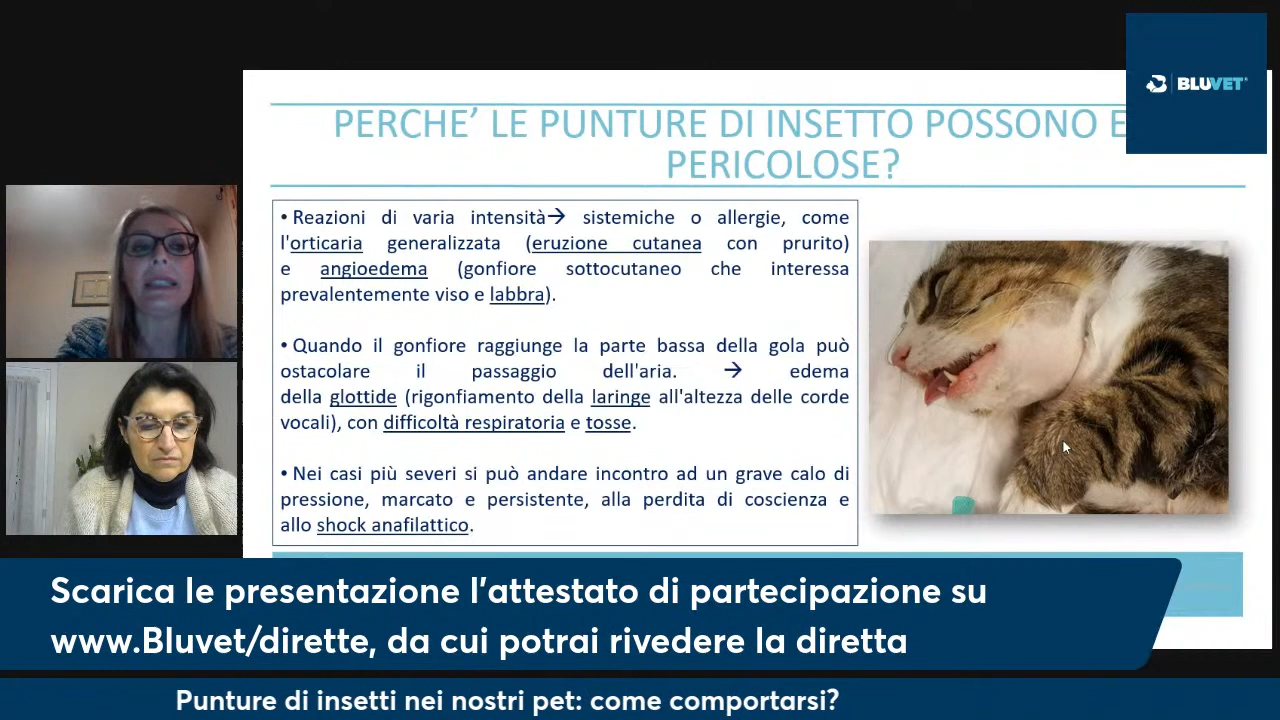 BLUVET
PERCHE’ LE PUNTURE DI INSETTO POSSONO E
PERICOLOSE?
• Reazioni di varia intensità→ sistemiche o allergie, come
l'orticaria generalizzata (eruzione cutanea con prurito)
e angioedema (gonfiore sottocutaneo che interessa
prevalentemente viso e labbra).
• Quando il gonfiore raggiunge la parte bassa della gola può
ostacolare il passaggio dell'aria. → edema
della glottide (rigonfiamento della laringe all'altezza delle corde
vocali), con difficoltà respiratoria e tosse.
• Nei casi più severi si può andare incontro ad un grave calo di
pressione, marcato e persistente, alla perdita di coscienza e
allo shock anafilattico.
Scarica le presentazione l’attestato di partecipazione su
www.Bluvet/dirette, da cui potrai rivedere la diretta
Punture di insetti nei nostri pet: come comportarsi?